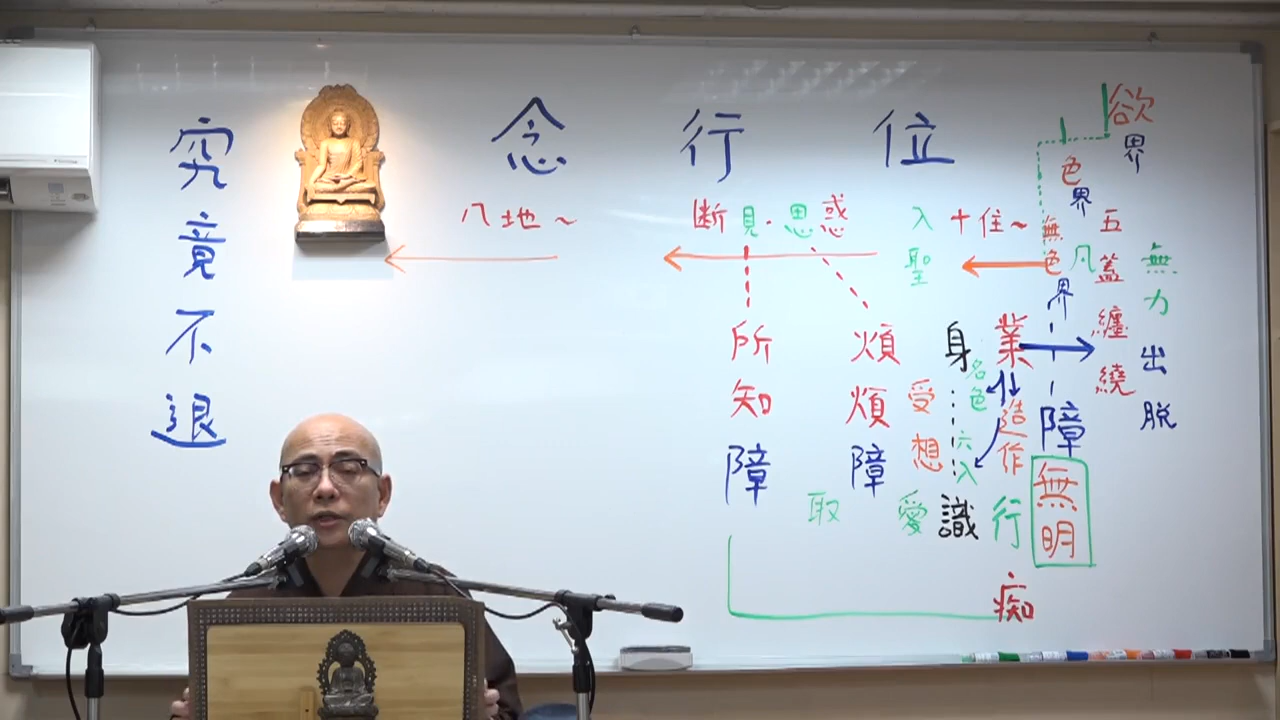 欲界
色界
無色界
位 行 念
究竟不退
十住~
入聖
斷見·思惑
八地~
凡
五蓋纏繞
無力出脫
業障
造作
身
名色
六入
識
行
無明
受想
愛
取
煩煩障
所知障
痴